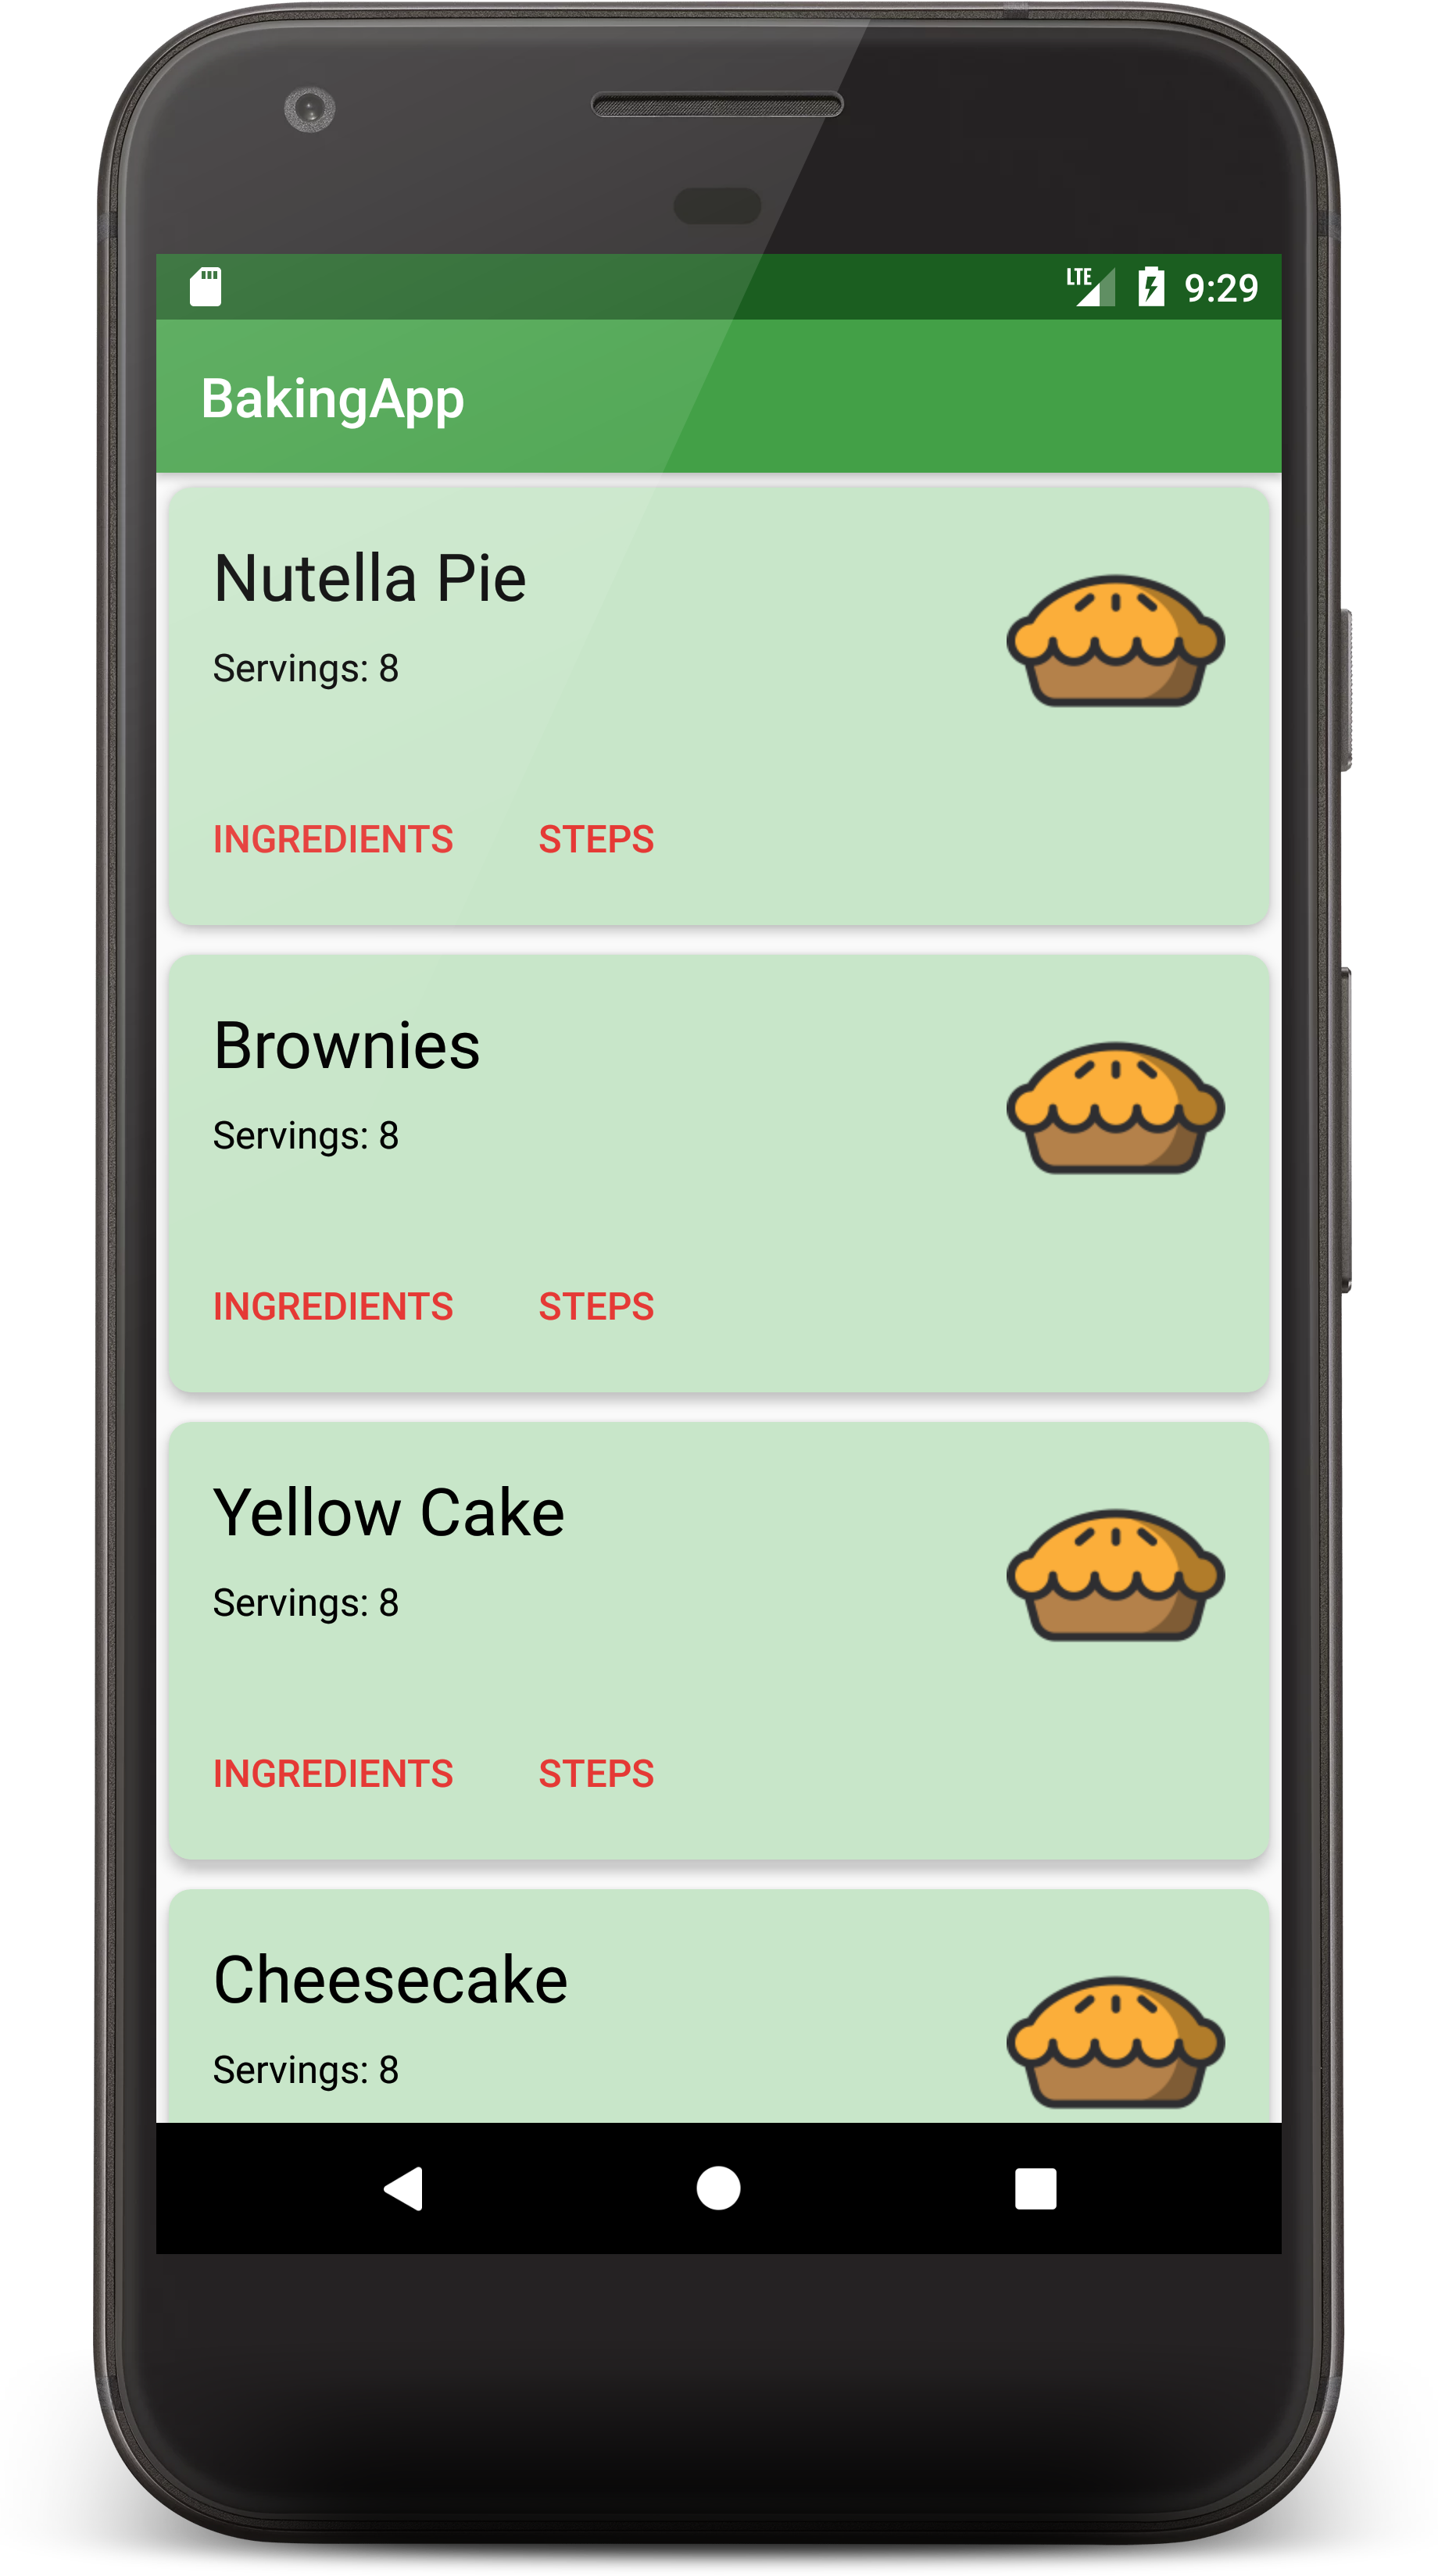 LTE 9:29
BakingApp
Nutella Pie
Servings: 8
INGREDIENTS STEPS
Brownies
Servings: 8
INGREDIENTS STEPS
Yellow Cake
Servings: 8
INGREDIENTS STEPS
Cheesecake
Servings: 8